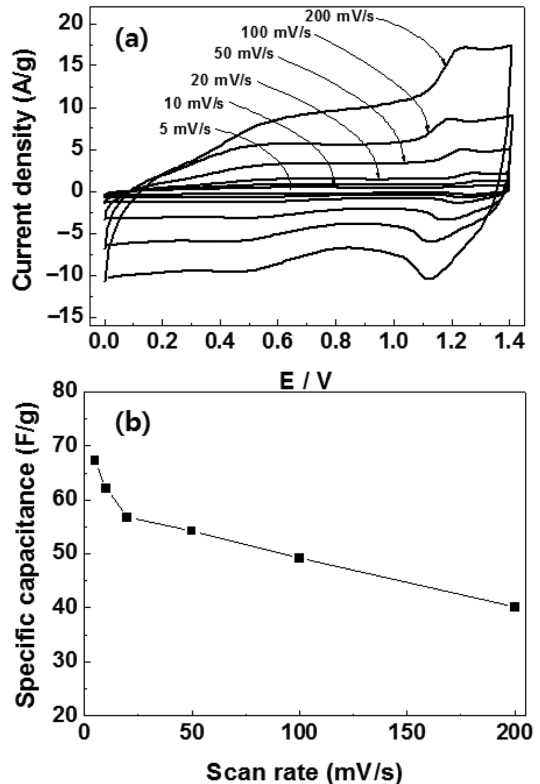 (a)
200 mV/s
100 mV/s
50 mV/s
20 mV/s
10 mV/s
5 mV/s
Current density (A/g)
20
15
10
5
0
−5
−10
−15
0.0 0.2 0.4 0.6 0.8 1.0 1.2 1.4
E / V
(b)
Specific capacitance (F/g)
80
70
60
50
40
30
20
0 50 100 150 200
Scan rate (mV/s)